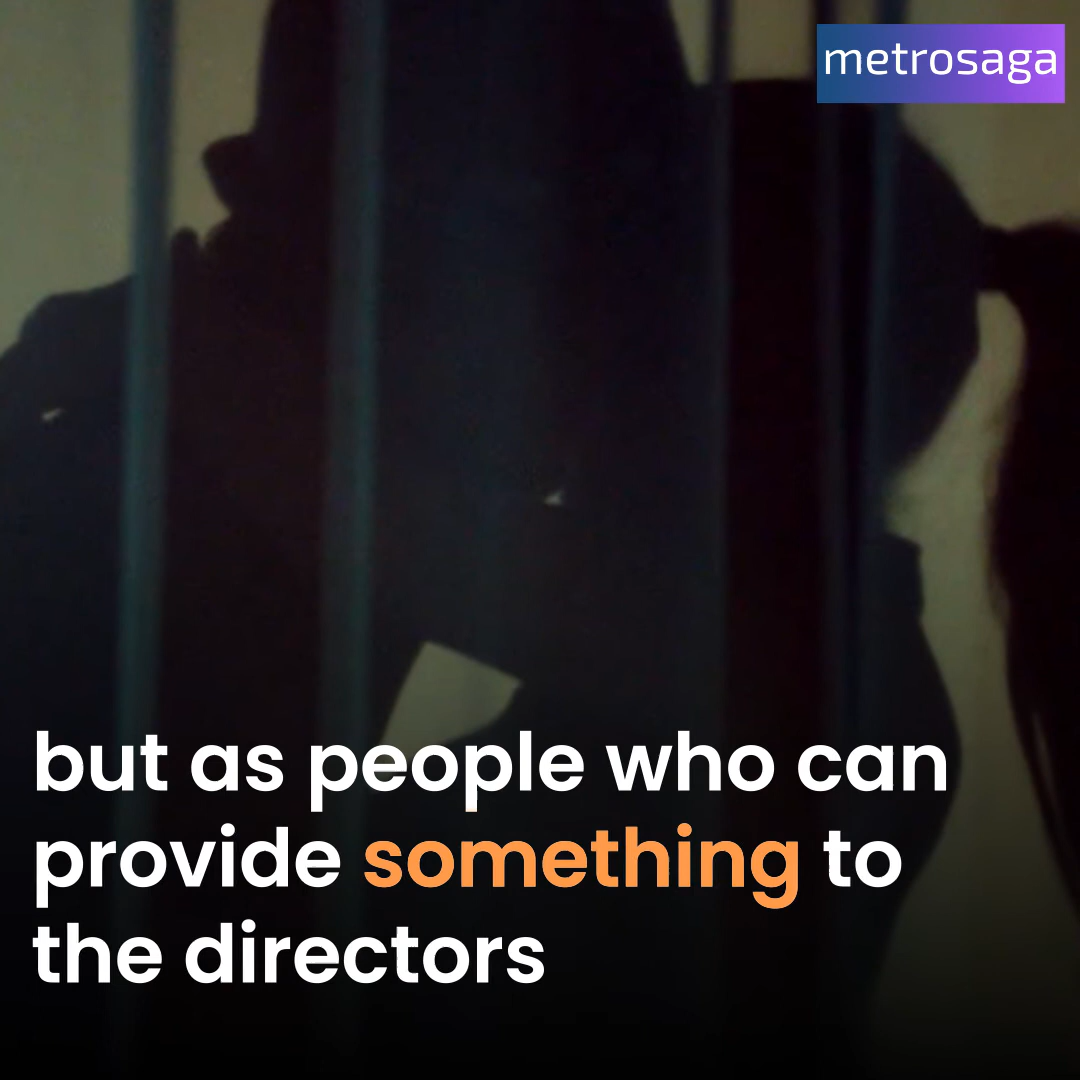 metrosaga
but as people who can
provide something to
the directors